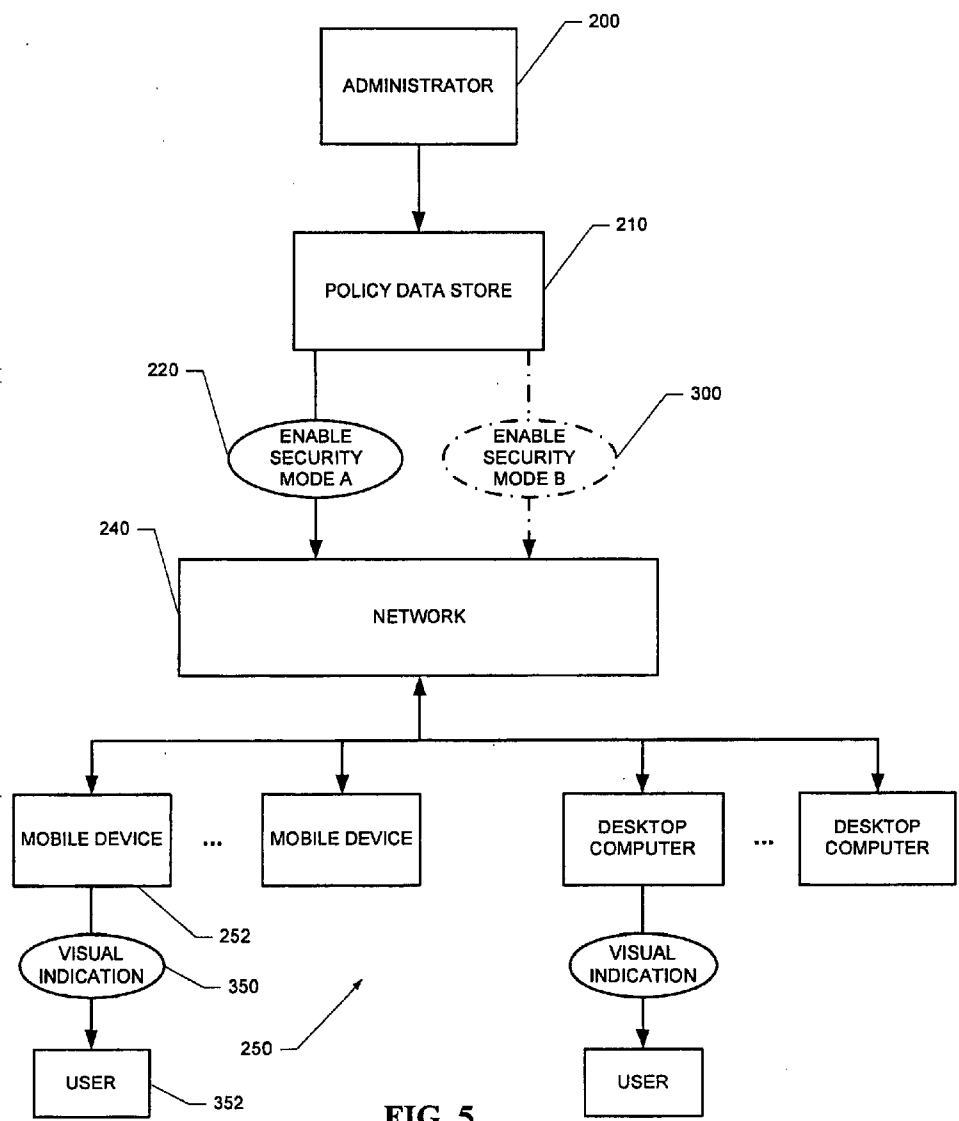 200
ADMINISTRATOR
210
POLICY DATA STORE
220
300
ENABLE
SECURITY
MODE A
ENABLE
SECURITY
MODE B
240
NETWORK
MOBILE DEVICE
...
MOBILE DEVICE
DESKTOP
COMPUTER
...
DESKTOP
COMPUTER
252
VISUAL
INDICATION
350
VISUAL
INDICATION
250
USER
352
USER
FIG. 5